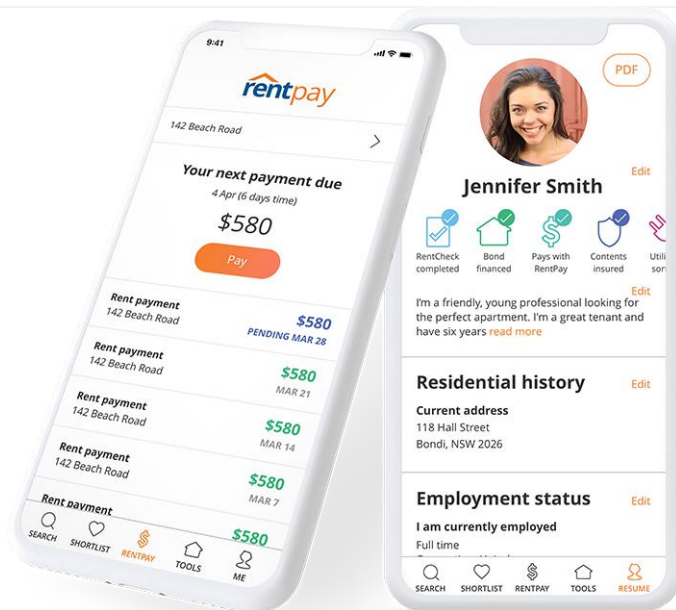 9:41
rentpay
142 Beach Road
Your next payment due
4 Apr (6 days time)
$580
Pay
Rent payment
142 Beach Road
$580
PENDING MAR 28
Rent payment
142 Beach Road
$580
MAR 21
Rent payment
142 Beach Road
$580
MAR 14
Rent payment
142 Beach Road
$580
MAR 7
Rent payment
$580
SEARCH
SHORTLIST
RENTPAY
TOOLS
ME
PDF
Edit
Jennifer Smith
RentCheck
completed
Bond
financed
Pays with
RentPay
Contents
insured
Utili
sor
Edit
I'm a friendly, young professional looking for
the perfect apartment. I'm a great tenant and
have six years read more
Residential history
Edit
Current address
118 Hall Street
Bondi, NSW 2026
Employment status
Edit
I am currently employed
Full time
SEARCH
SHORTLIST
RENTPAY
TOOLS
RESUME